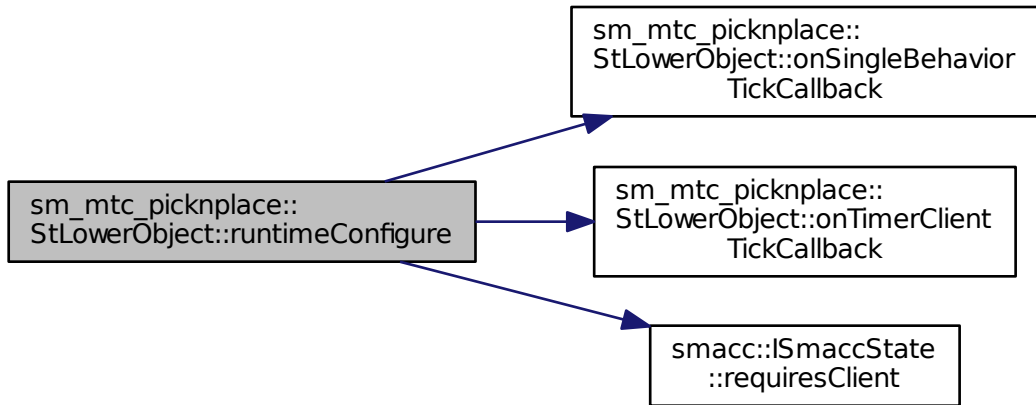 sm_mtc_picknplace::
StLowerObject::onSingleBehavior
TickCallback
sm_mtc_picknplace::
StLowerObject::runtimeConfigure
sm_mtc_picknplace::
StLowerObject::onTimerClient
TickCallback
smacc::ISmaccState
::requiresClient